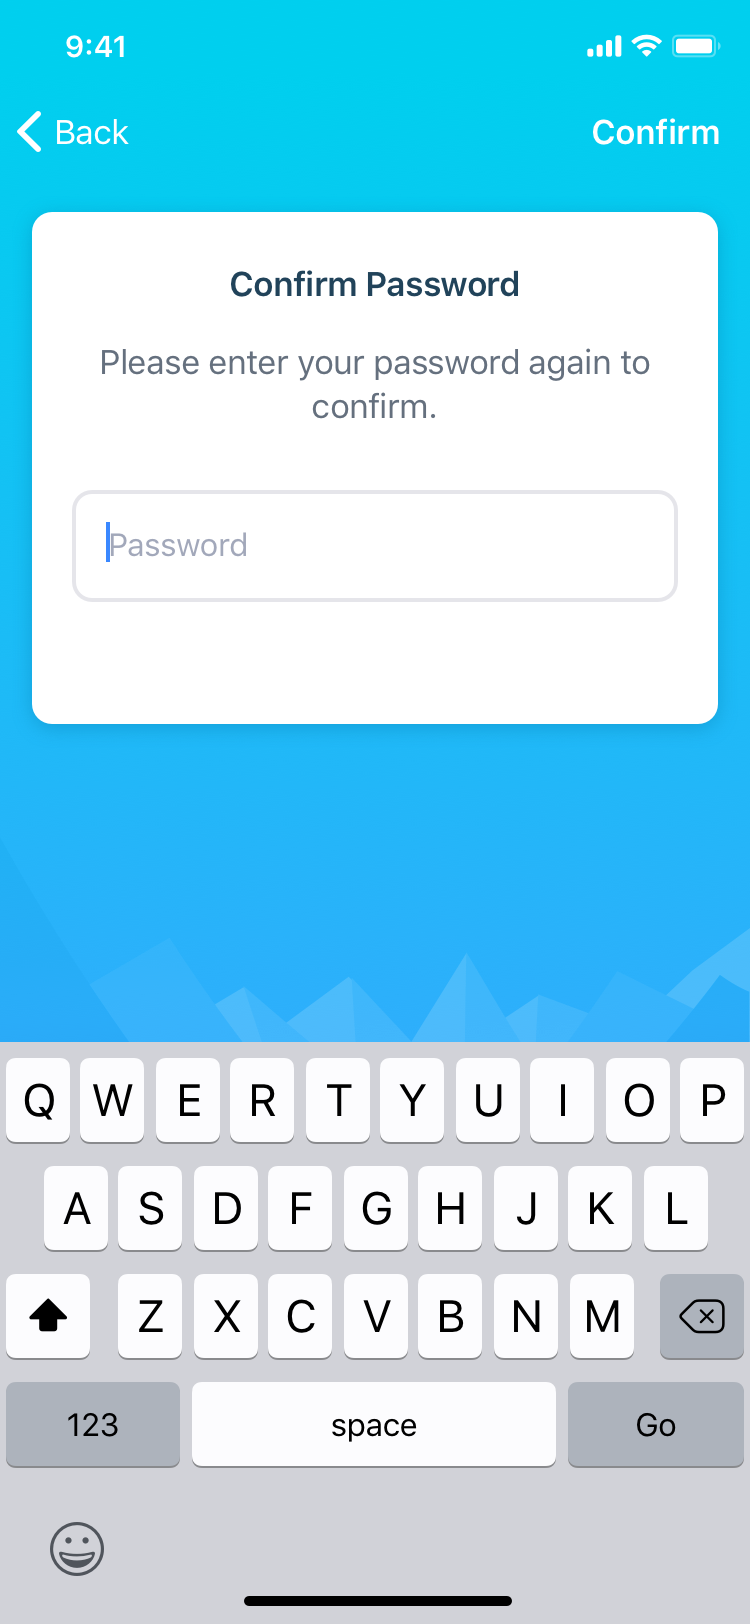 9:41
Back
Confirm
Confirm Password
Please enter your password again to
confirm.
Password
Q W E R T Y U I O P
A S D F G H J K L
Z X C V B N M
123 space Go